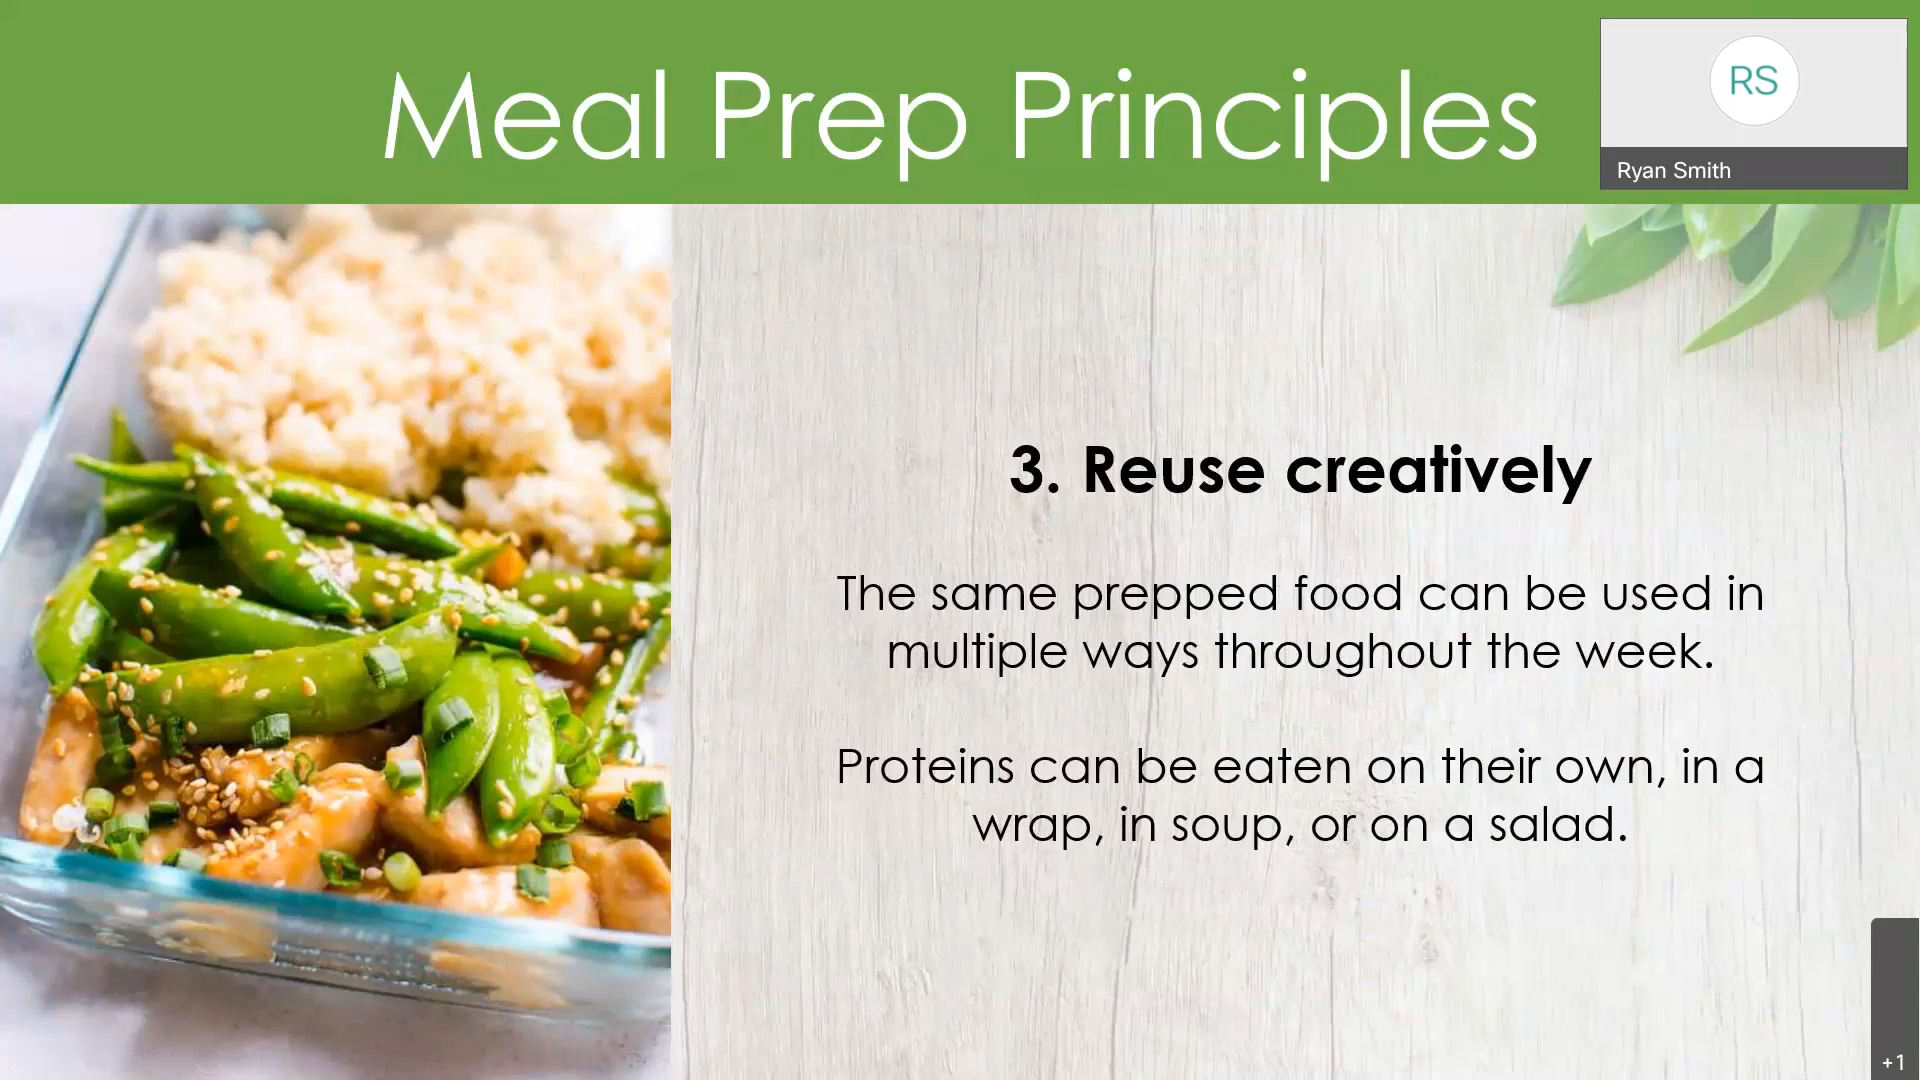 Meal Prep Principles
RS
Ryan Smith
3. Reuse creatively
The same prepped food can be used in
multiple ways throughout the week.
Proteins can be eaten on their own, in a
wrap, in soup, or on a salad.
+1